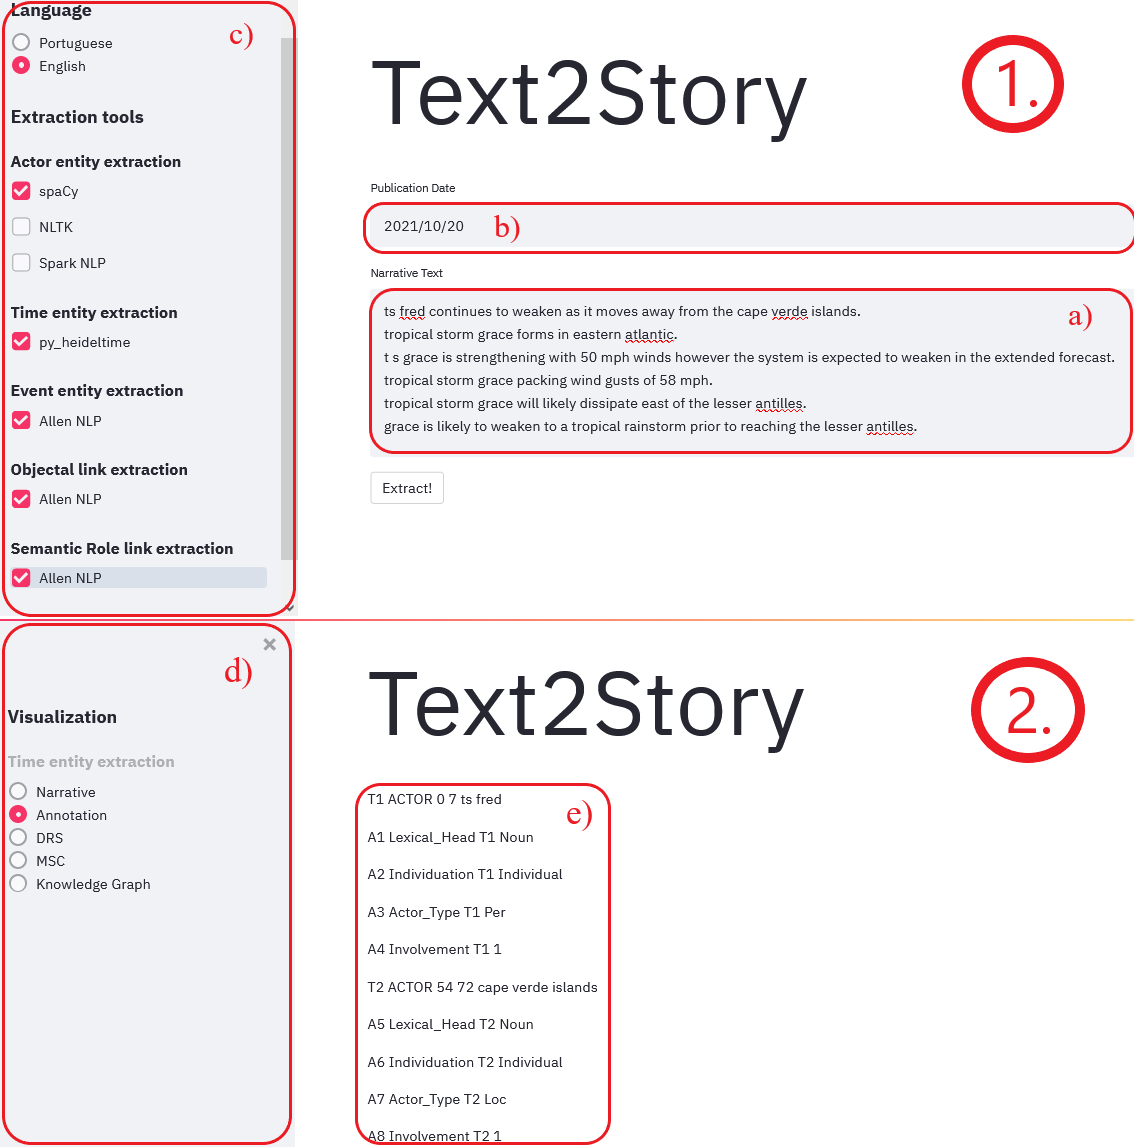 Language
c)
Portuguese
English
Extraction tools
Actor entity extraction
spaCy
NLTK
Spark NLP
Time entity extraction
py_heideltime
Event entity extraction
Allen NLP
Objectal link extraction
Allen NLP
Semantic Role link extraction
Allen NLP
Text2Story
1.
Publication Date
2021/10/20
b)
Narrative Text
a)
ts fred continues to weaken as it moves away from the cape verde islands.
tropical storm grace forms in eastern atlantic.
t s grace is strengthening with 50 mph winds however the system is expected to weaken in the extended forecast.
tropical storm grace packing wind gusts of 58 mph.
tropical storm grace will likely dissipate east of the lesser antilles.
grace is likely to weaken to a tropical rainstorm prior to reaching the lesser antilles.
Extract!
d)
Visualization
Time entity extraction
Narrative
Annotation
DRS
MSC
Knowledge Graph
Text2Story
2.
e)
T1 ACTOR 0 7 ts fred
A1 Lexical_Head T1 Noun
A2 Individuation T1 Individual
A3 Actor_Type T1 Per
A4 Involvement T1 1
T2 ACTOR 54 72 cape verde islands
A5 Lexical_Head T2 Noun
A6 Individuation T2 Individual
A7 Actor_Type T2 Loc
A8 Involvement T2 1